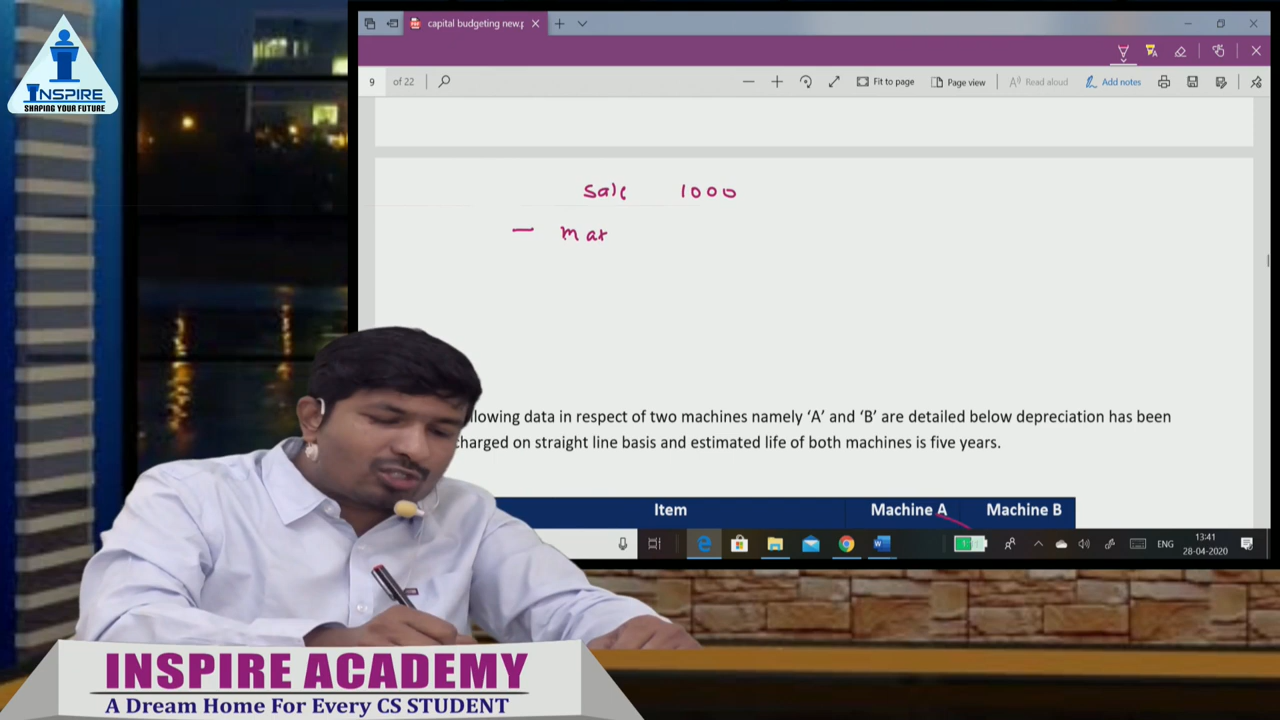 INSPIRE
SHAPING YOUR FUTURE
capital budgeting new.p
9 of 22
Fit to page
Page view
Read aloud
Add notes
Sale 1000
— mat
llowing data in respect of two machines namely 'A' and 'B' are detailed below depreciation has been
charged on straight line basis and estimated life of both machines is five years.
Item Machine A Machine B
ENG
13:41
28-04-2020
INSPIRE ACADEMY
A Dream Home For Every CS STUDENT